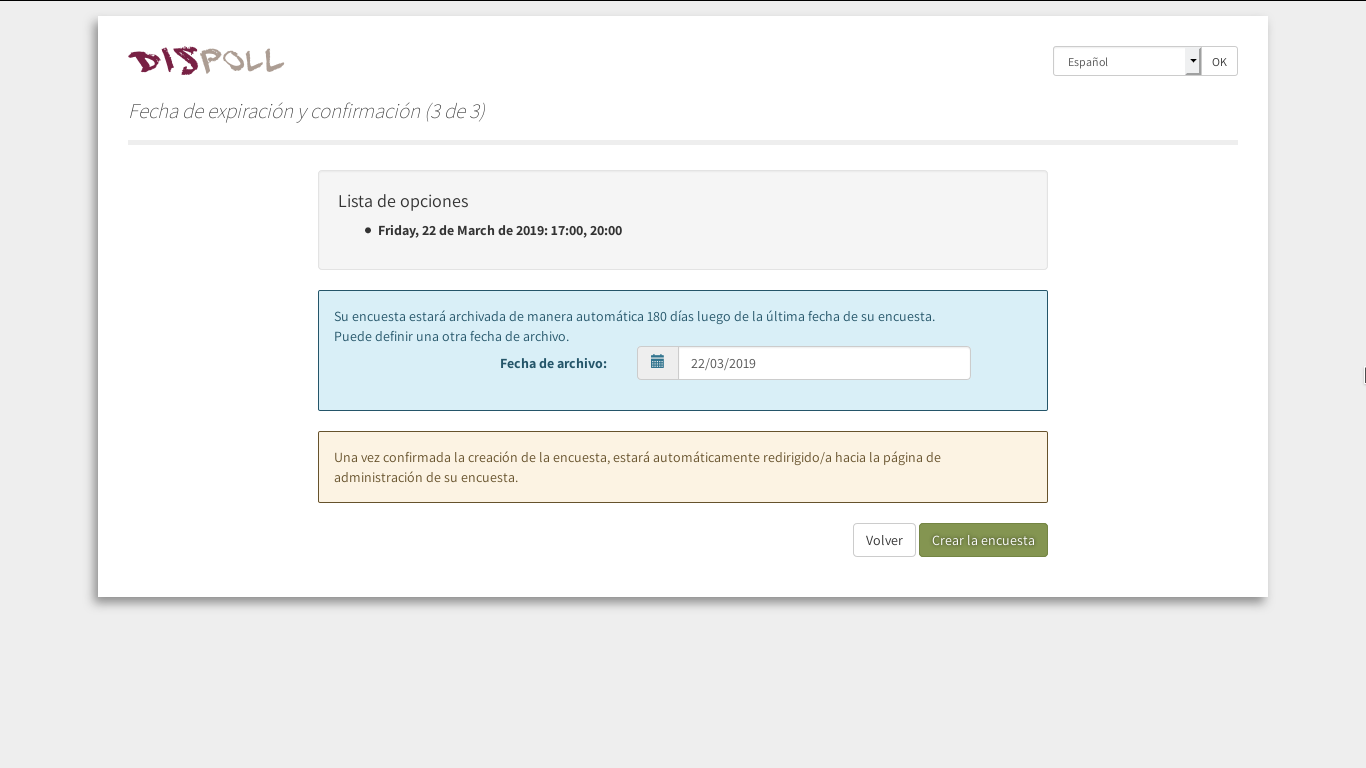 DISPOLL
Español
OK
Fecha de expiración y confirmación (3 de 3)
Lista de opciones
Friday, 22 de March de 2019: 17:00, 20:00
Su encuesta estará archivada de manera automática 180 días luego de la última fecha de su encuesta.
Puede definir una otra fecha de archivo.
Fecha de archivo:
22/03/2019
Una vez confirmada la creación de la encuesta, estará automáticamente redirigido/a hacia la página de
administración de su encuesta.
Volver
Crear la encuesta